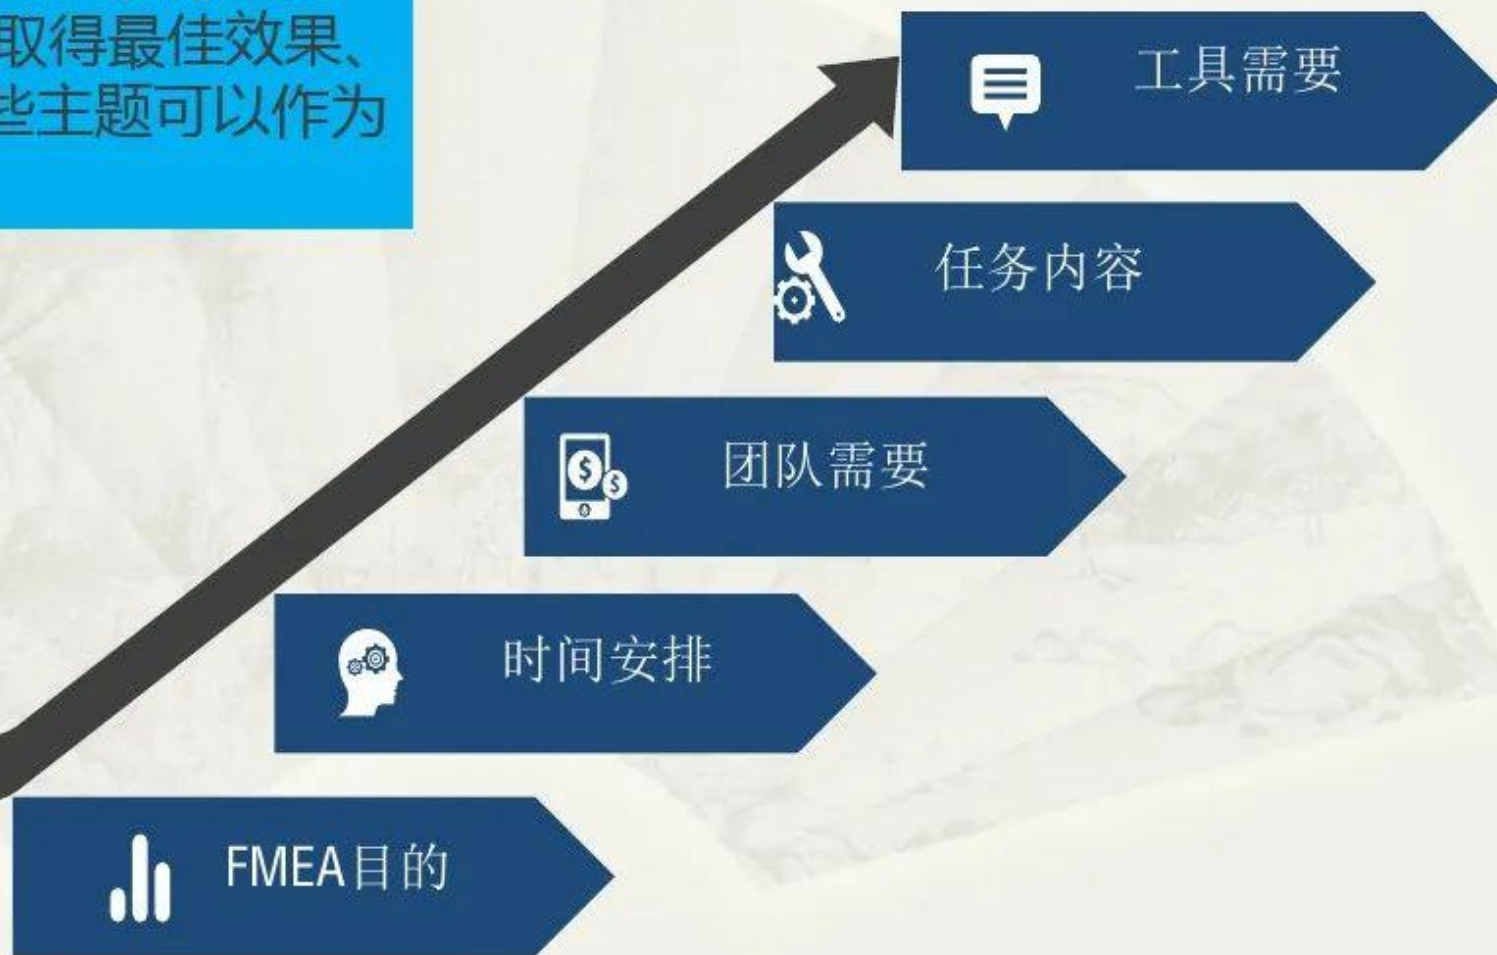 取得最佳效果、
些主题可以作为
工具需要
任务内容
团队需要
时间安排
FMEA目的